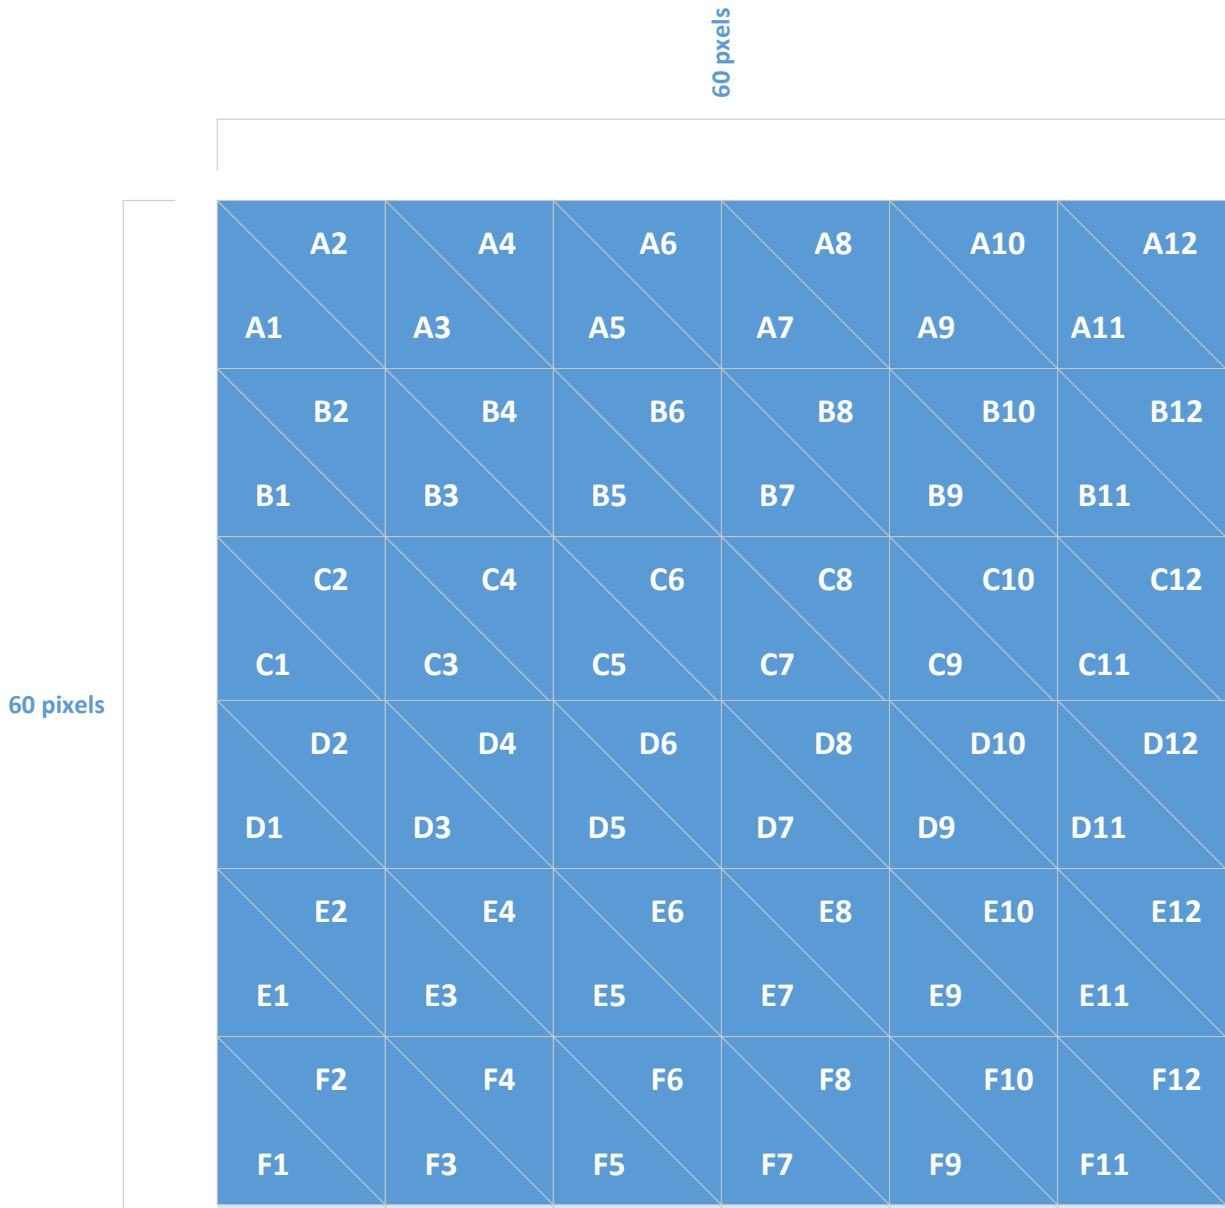 60 pxels
A2 A4 A6 A8 A10 A12
A1 A3 A5 A7 A9 A11
B2 B4 B6 B8 B10 B12
B1 B3 B5 B7 B9 B11
C2 C4 C6 C8 C10 C12
C1 C3 C5 C7 C9 C11
60 pixels
D2 D4 D6 D8 D10 D12
D1 D3 D5 D7 D9 D11
E2 E4 E6 E8 E10 E12
E1 E3 E5 E7 E9 E11
F2 F4 F6 F8 F10 F12
F1 F3 F5 F7 F9 F11